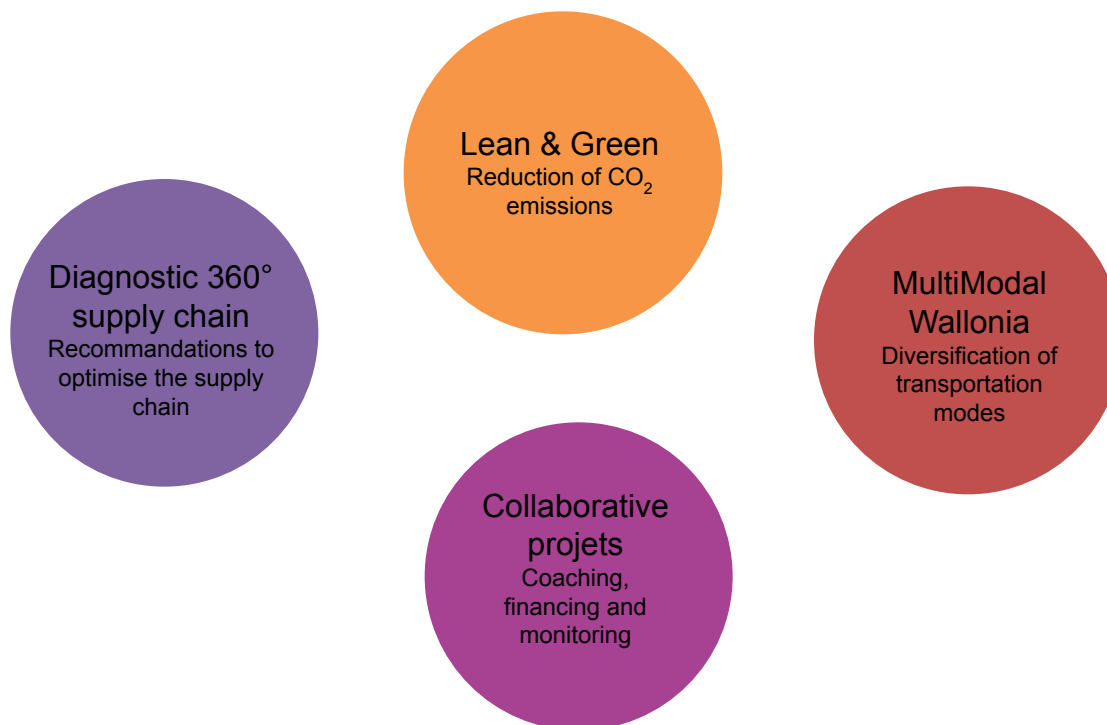 Lean & Green
Reduction of CO₂
emissions
Diagnostic 360°
supply chain
Recommandations to
optimise the supply
chain
MultiModal
Wallonia
Diversification of
transportation
modes
Collaborative
projets
Coaching,
financing and
monitoring